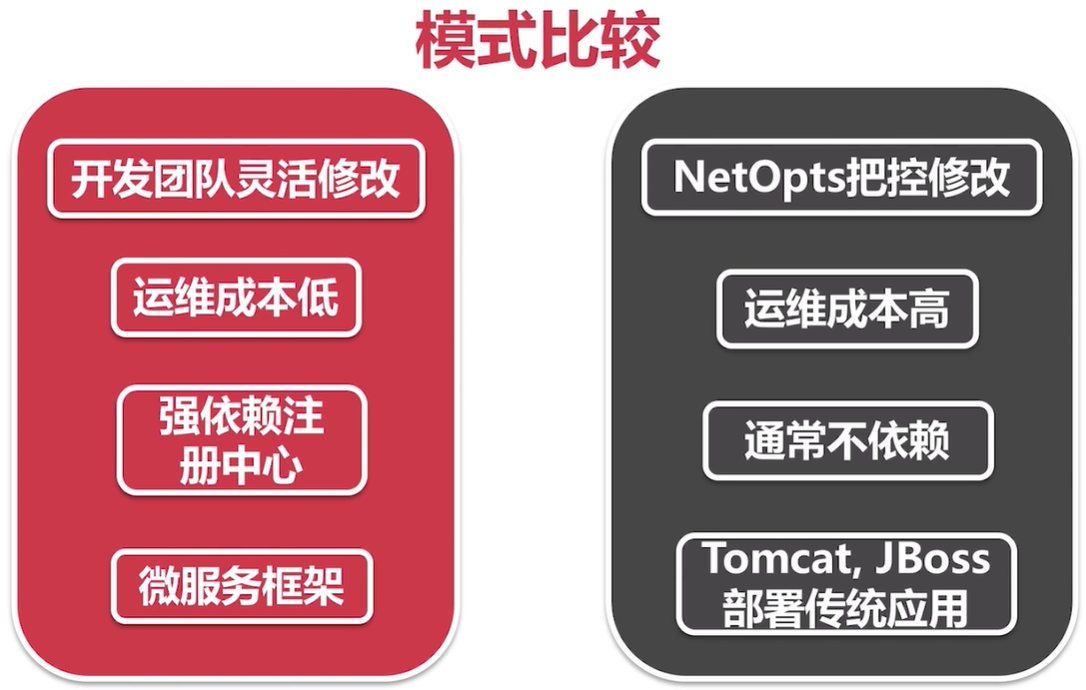 模式比较
开发团队灵活修改
运维成本低
强依赖注
册中心
微服务框架
NetOpts把控修改
运维成本高
通常不依赖
Tomcat, JBoss
部署传统应用